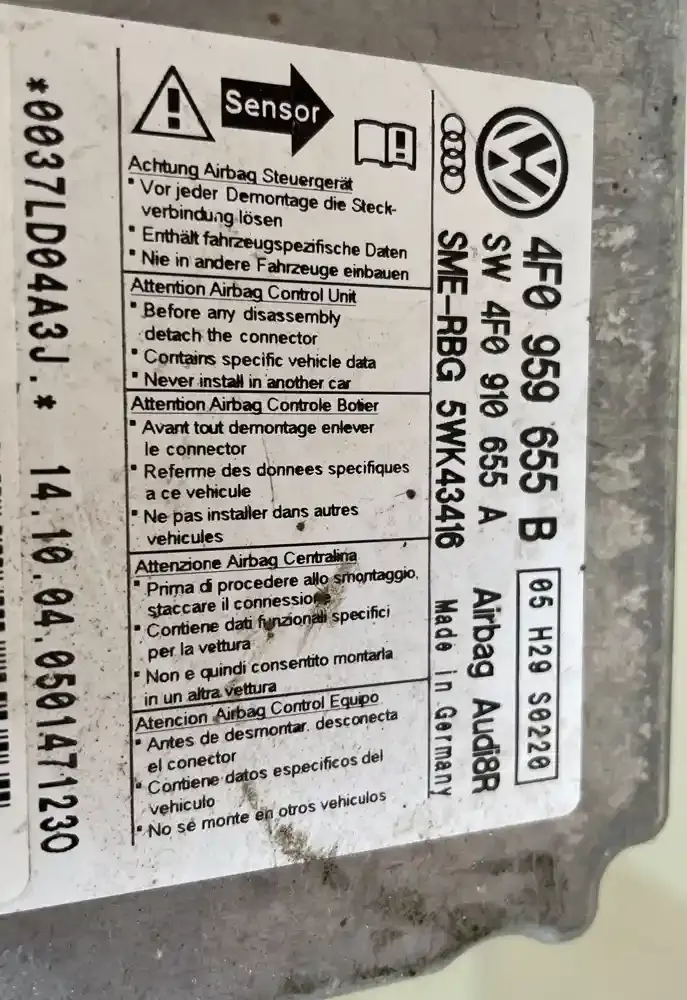 4F0 959 655 B
05 H29 S0220
SW 4F0 910 655 A
Airbag Audi8R
SME-RBG 5WK43416
Made in Germany
Sensor
Achtung Airbag Steuergerät
Vor jeder Demontage die Steck-
verbindung lösen
Enthält fahrzeugspezifische Daten
Nie in andere Fahrzeuge einbauen
Attention Airbag Control Unit
Before any disassembly
detach the connector
Contains specific vehicle data
Never install in another car
Attention Airbag Controle Botier
Avant tout demontage enlever
le connector
Referme des donnees specifiques
a ce vehicule
Ne pas installer dans autres
vehicules
Attenzione Airbag Centralina
Prima di procedere allo smontaggio,
staccare il connessione
Contiene dati funzionali specifici
per la vettura
Non e quindi consentito montarla
in un altra vettura
Atencion Airbag Control Equipo
Antes de desmontar, desconecta
el conector
Contiene datos especificos del
vehiculo
No se monte en otros vehiculos
*0037LD04A3J.* 14.10.04.0501471230